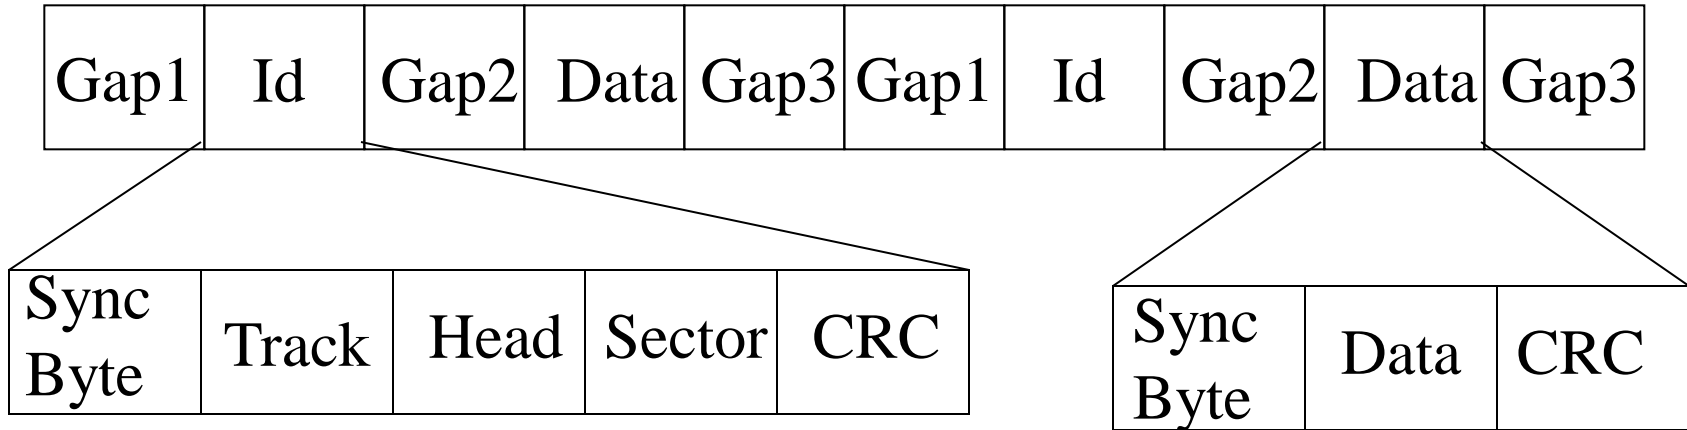 Gap1 Id Gap2 Data Gap3 Gap1 Id Gap2 Data Gap3
Sync Byte Track Head Sector CRC
Sync Byte Data CRC